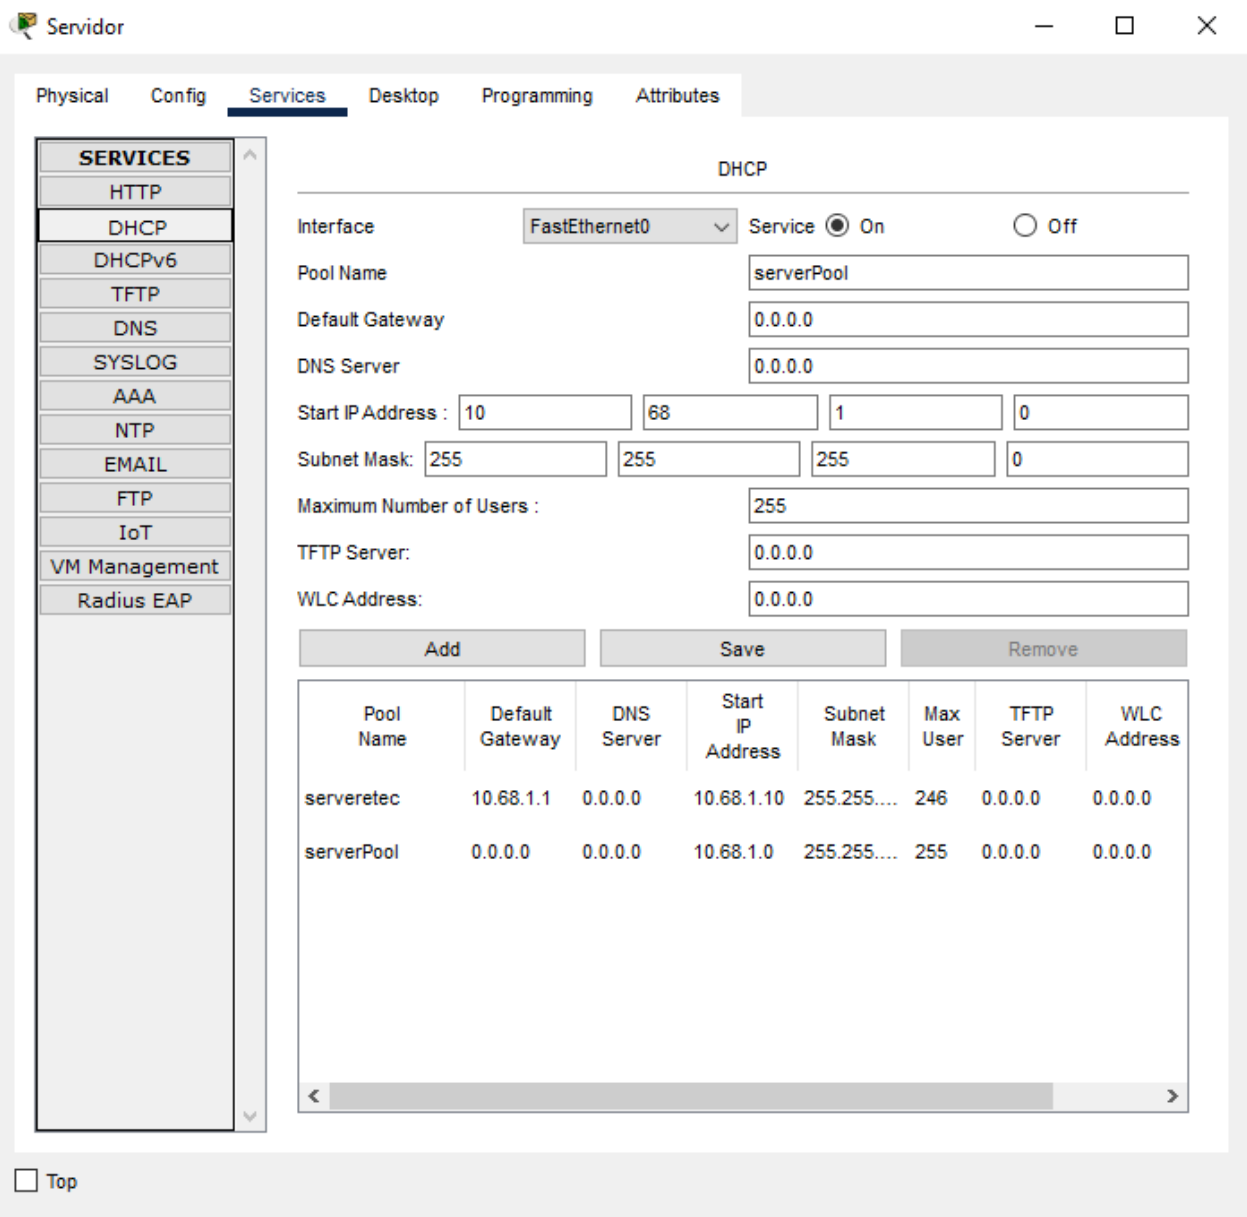 Servidor
Physical Config Services Desktop Programming Attributes
SERVICES
HTTP
DHCP
DHCPv6
TFTP
DNS
SYSLOG
AAA
NTP
EMAIL
FTP
IoT
VM Management
Radius EAP
DHCP
Interface FastEthernet0 Service On Off
Pool Name serverPool
Default Gateway 0.0.0.0
DNS Server 0.0.0.0
Start IP Address : 10 68 1 0
Subnet Mask: 255 255 255 0
Maximum Number of Users : 255
TFTP Server: 0.0.0.0
WLC Address: 0.0.0.0
Add Save Remove
Pool Name Default Gateway DNS Server Start IP Address Subnet Mask Max User TFTP Server WLC Address
serveretec 10.68.1.1 0.0.0.0 10.68.1.10 255.255.... 246 0.0.0.0 0.0.0.0
serverPool 0.0.0.0 0.0.0.0 10.68.1.0 255.255.... 255 0.0.0.0 0.0.0.0
Top